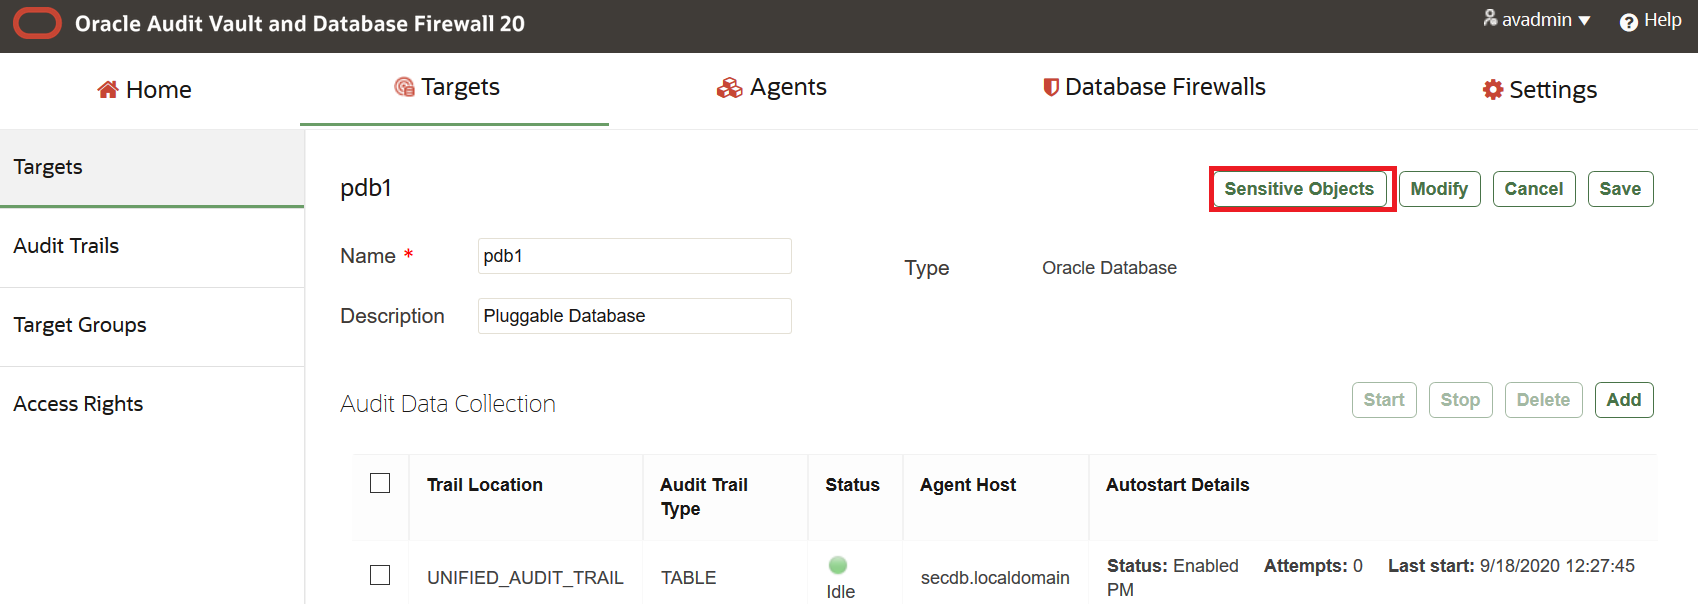 Oracle Audit Vault and Database Firewall 20
avadmin
Help
Home
Targets
Agents
Database Firewalls
Settings
Targets
Audit Trails
Target Groups
Access Rights
pdb1
Sensitive Objects
Modify
Cancel
Save
Name *
pdb1
Type
Oracle Database
Description
Pluggable Database
Audit Data Collection
Start
Stop
Delete
Add
Trail Location
Audit Trail
Type
Status
Agent Host
Autostart Details
UNIFIED_AUDIT_TRAIL
TABLE
Idle
secdb.localdomain
Status: Enabled Attempts: 0 Last start: 9/18/2020 12:27:45
PM